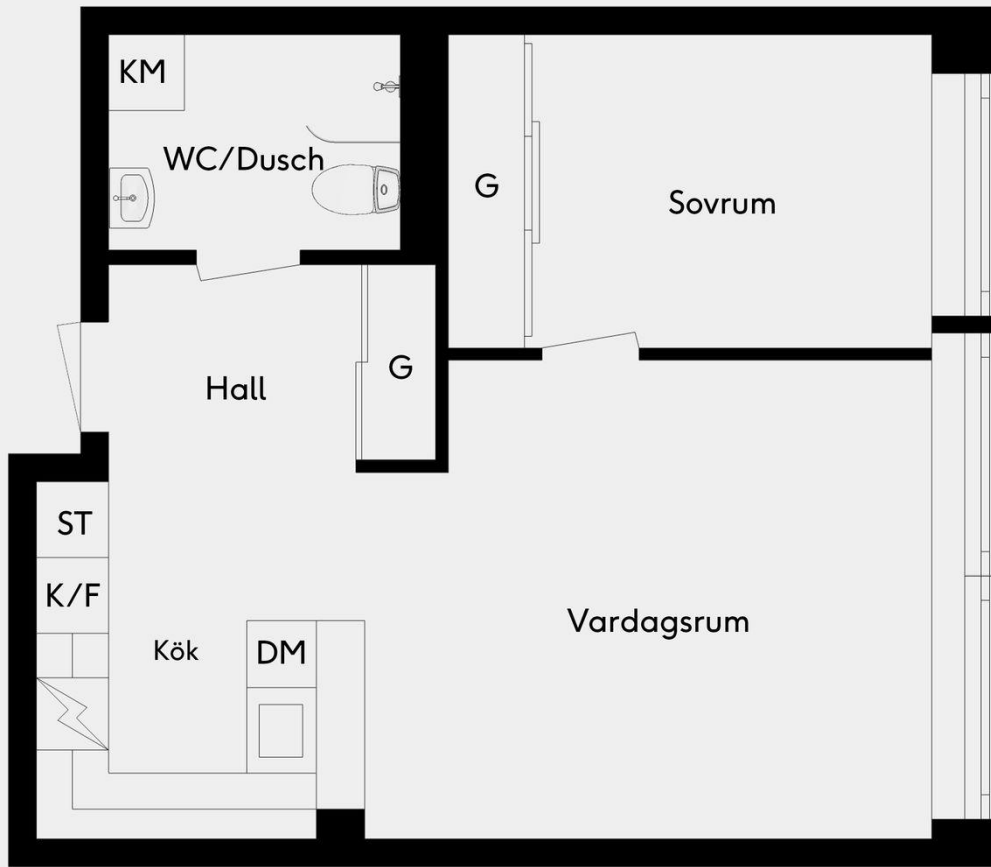 KM
WC/Dusch
G
Sovrum
Hall
G
ST
K/F
Kök
DM
Vardagsrum